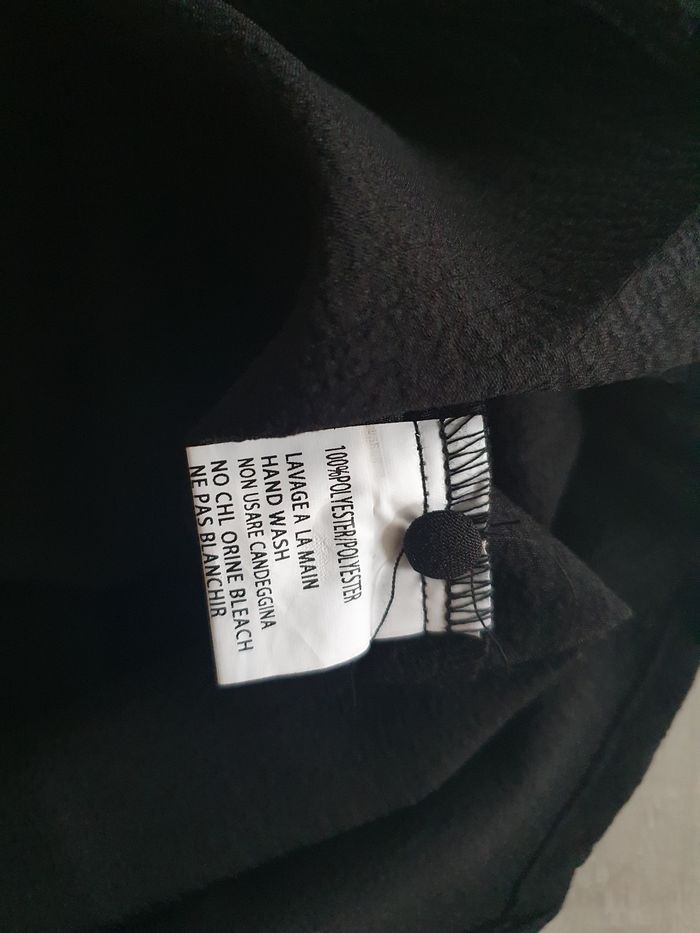 100%POLYESTER/POLYESTER
LAVAGE A LA MAIN
HAND WASH
NON USARE CANDEGGINA
NO CHL ORINE BLEACH
NE PAS BLANCHIR